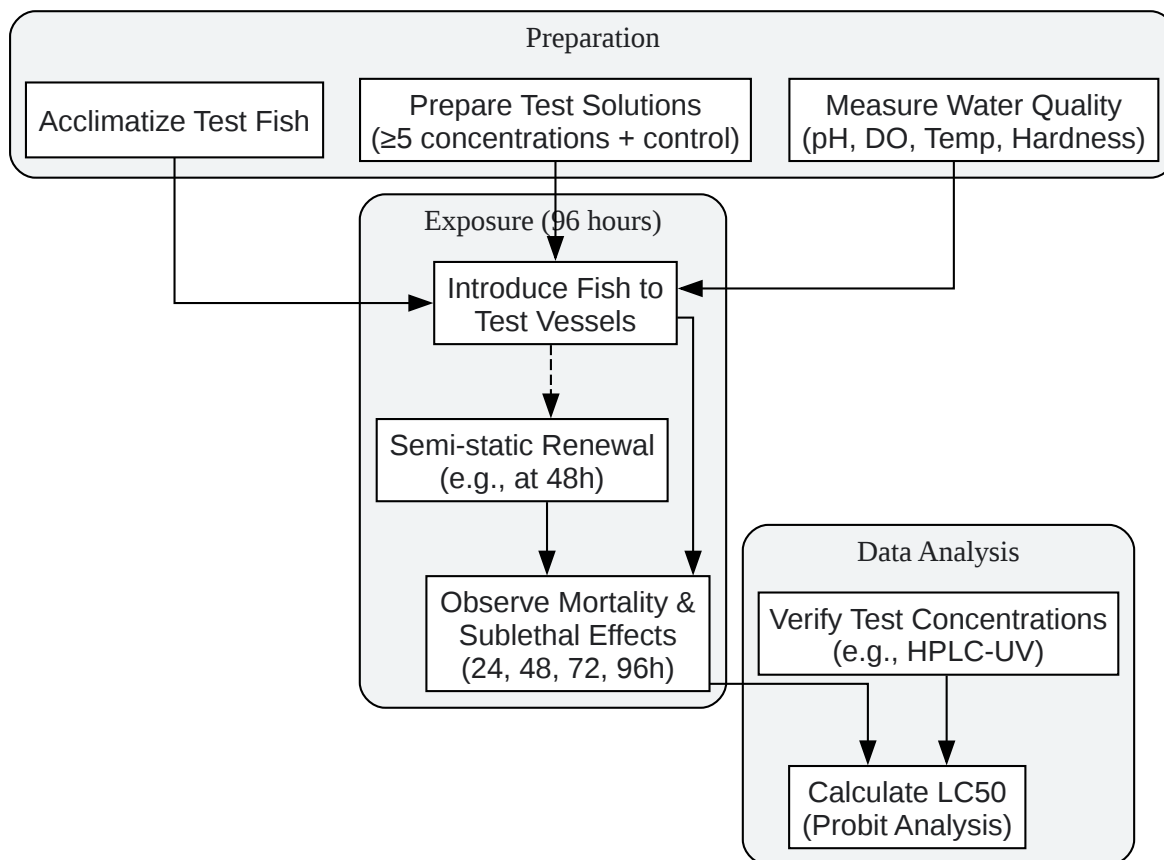 Preparation
Acclimatize Test Fish
Prepare Test Solutions
(≥5 concentrations + control)
Measure Water Quality
(pH, DO, Temp, Hardness)
Exposure (96 hours)
Introduce Fish to
Test Vessels
Semi-static Renewal
(e.g., at 48h)
Observe Mortality &
Sublethal Effects
(24, 48, 72, 96h)
Data Analysis
Verify Test Concentrations
(e.g., HPLC-UV)
Calculate LC50
(Probit Analysis)